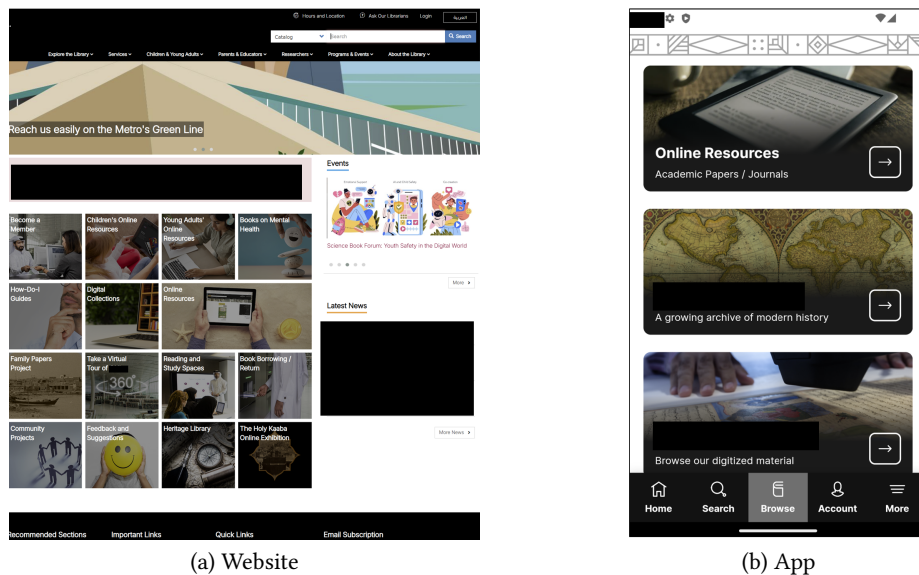 Hours and Location
Ask Our Librarians
Login
العربية
Catalog
Search
Search
Explore the Library
Services
Children & Young Adults
Parents & Educators
Researchers
Programs & Events
About the Library
Reach us easily on the Metro's Green Line
Events
Science Book Forum: Youth Safety in the Digital World
More
Latest News
More News
Become a
Member
Children's Online
Resources
Young Adults'
Online
Resources
Books on Mental
Health
How-Do-I
Guides
Digital
Collections
Online
Resources
Family Papers
Project
Take a Virtual
Tour of
360°
Reading and
Study Spaces
Book Borrowing /
Return
Community
Projects
Feedback and
Suggestions
Heritage Library
The Holy Kaaba
Online Exhibition
Recommended Sections
Important Links
Quick Links
Email Subscription
(a) Website
Online Resources
Academic Papers / Journals
A growing archive of modern history
Browse our digitized material
Home
Search
Browse
Account
More
(b) App